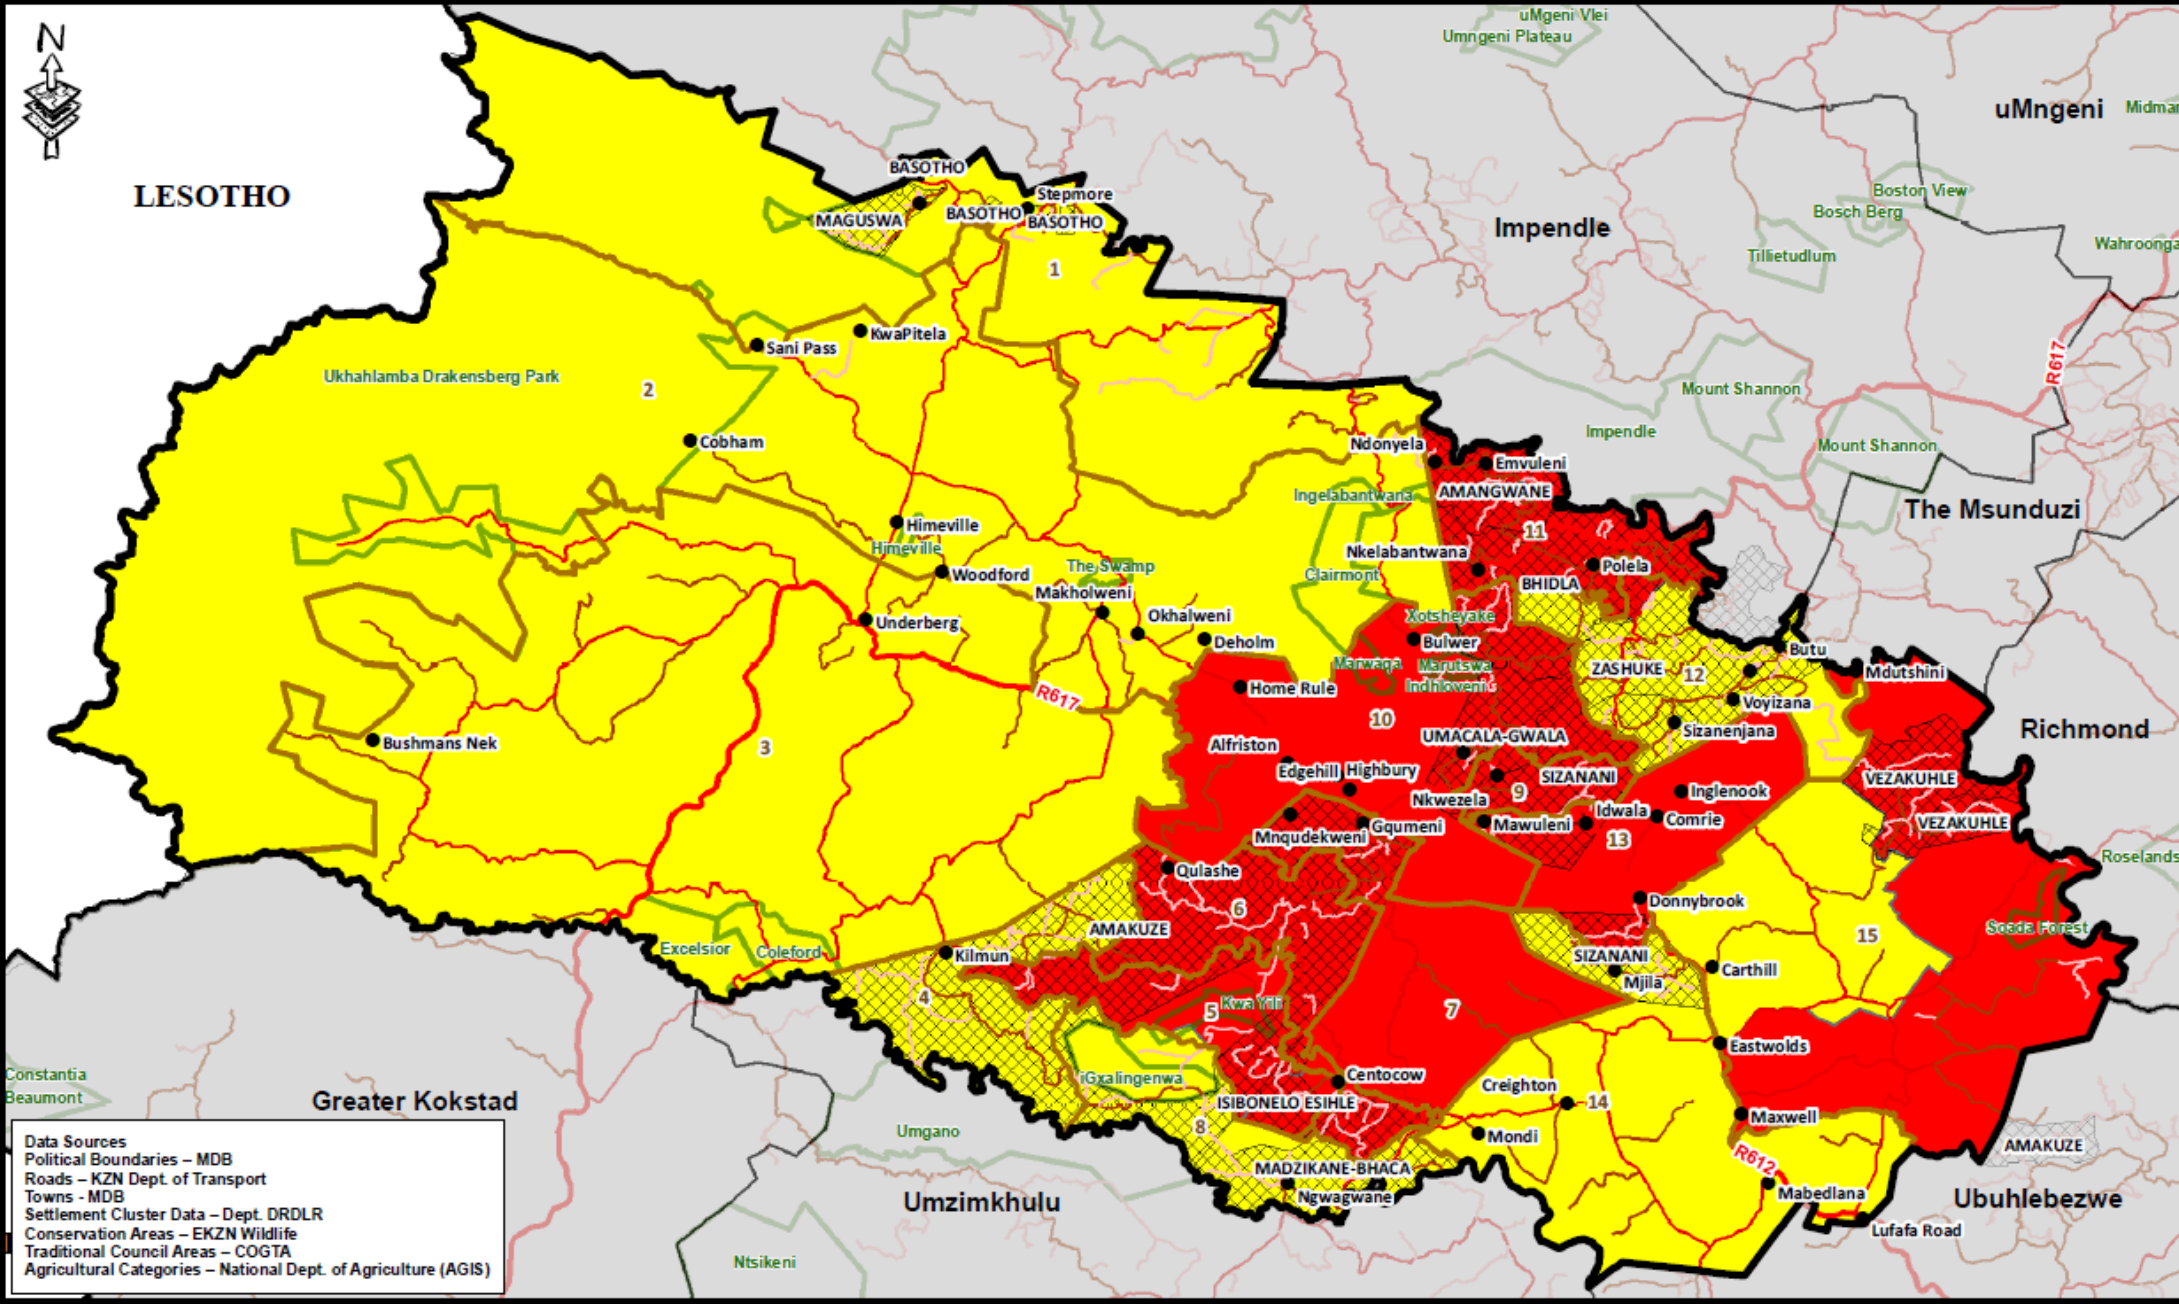 N
LESOTHO
uMgeni Vlei
Umngeni Plateau
uMngeni
Midmar
BASOTHO
Stepmore
MAGUSWA
BASOTHO
BASOTHO
Impendle
Boston View
Bosch Berg
Tillietudlum
Wahroonga
1
KwaPitela
Sani Pass
Ukhahlamba Drakensberg Park
2
R617
Mount Shannon
Impendle
Mount Shannon
Cobham
Ndonyela
Emvuleni
Ingelabantwana
AMANGWANE
The Msunduzi
Himeville
Himeville
11
Nkelabantwana
Polela
Woodford
The Swamp
Clairmont
BHIDLA
Makholweni
Okhalweni
Xotsheyake
Underberg
Deholm
Bulwer
Butu
Marwaqa
Marutswa
ZASHUKE
12
Mdutshini
Indhloveni
Home Rule
R617
Voyizana
10
Sizanenjana
Richmond
Bushmans Nek
3
Alfriston
UMACALA-GWALA
Edgehill
Highbury
SIZANANI
VEZAKUHLE
Nkwezela
9
Inglenook
Idwala
Comrie
Mnqudekweni
Gqumeni
Mawuleni
13
VEZAKUHLE
Roselands
Qulashe
6
Donnybrook
AMAKUZE
Soada Forest
15
Excelsior
Coleford
Kilmun
SIZANANI
Carthill
Mjila
4
5
Kwa Yili
7
Eastwolds
Constantia
Beaumont
iGxalingenwa
Centocow
Creighton
14
Greater Kokstad
ISIBONELO ESIHLE
Maxwell
8
Mondi
Umgano
AMAKUZE
R612
MADZIKANE-BHACA
Ngwagwane
Mabedlana
Umzimkhulu
Ubuhlebezwe
Lufafa Road
Ntsikeni
Data Sources
Political Boundaries – MDB
Roads – KZN Dept. of Transport
Towns - MDB
Settlement Cluster Data – Dept. DRDLR
Conservation Areas – EKZN Wildlife
Traditional Council Areas – COGTA
Agricultural Categories – National Dept. of Agriculture (AGIS)